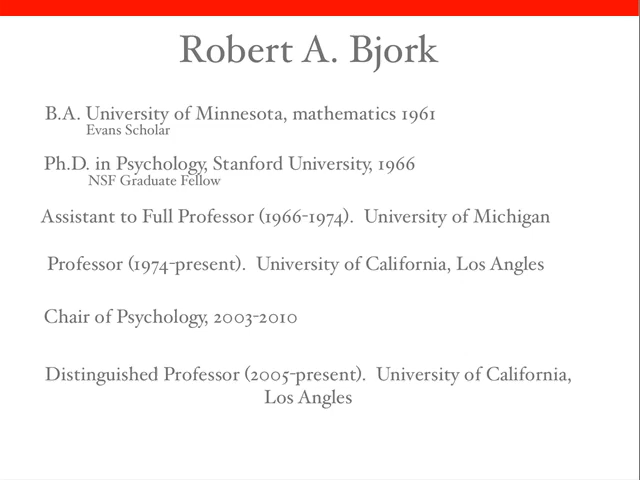 Robert A. Bjork
B.A. University of Minnesota, mathematics 1961
Evans Scholar
Ph.D. in Psychology, Stanford University, 1966
NSF Graduate Fellow
Assistant to Full Professor (1966-1974). University of Michigan
Professor (1974-present). University of California, Los Angles
Chair of Psychology, 2003-2010
Distinguished Professor (2005-present). University of California,
Los Angles